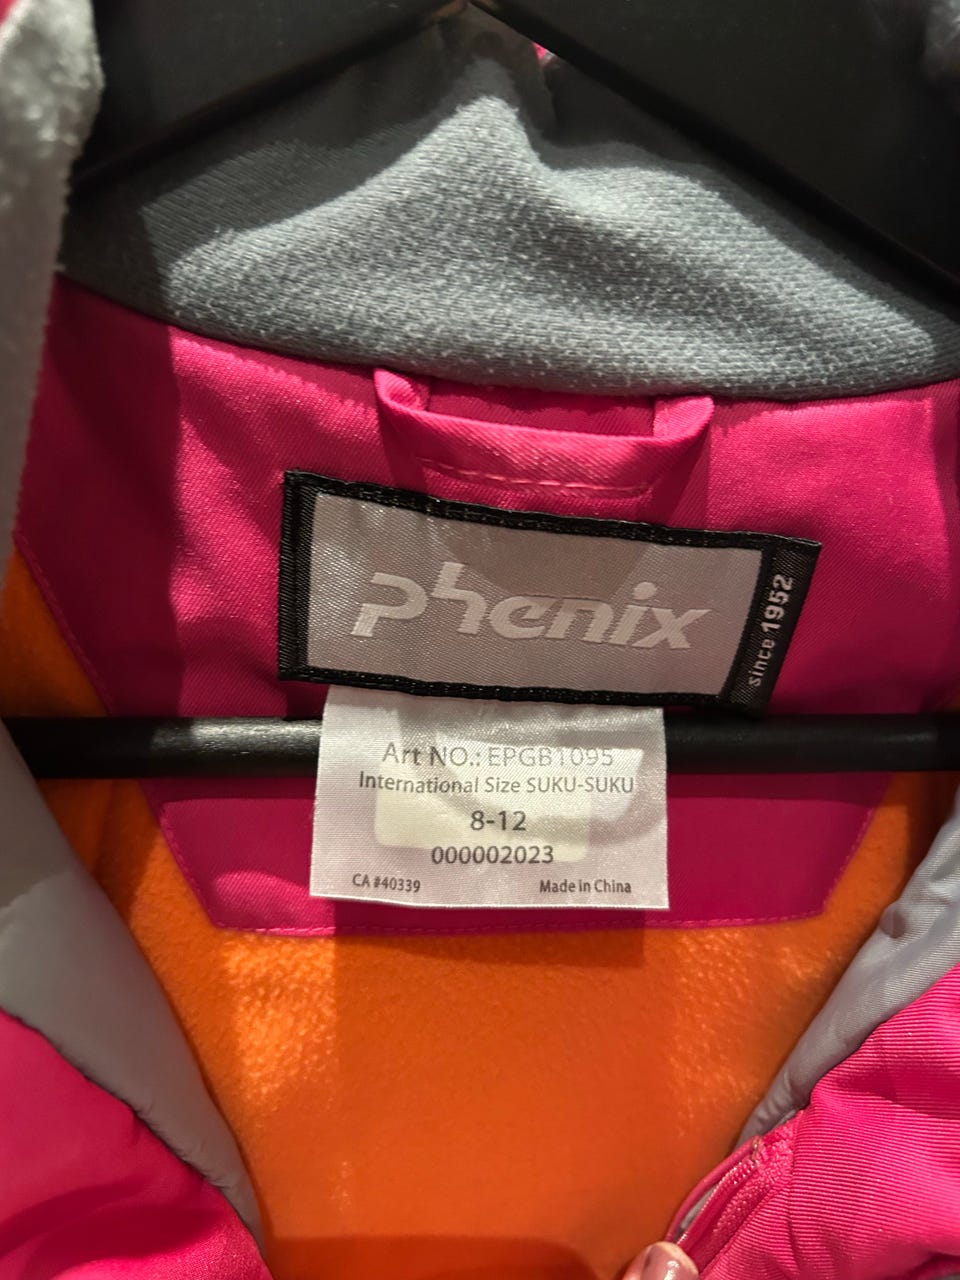 phenix
since 1952
Art NO.: EPGB1095
International Size SUKU-SUKU
8-12
000002023
CA #40339
Made in China